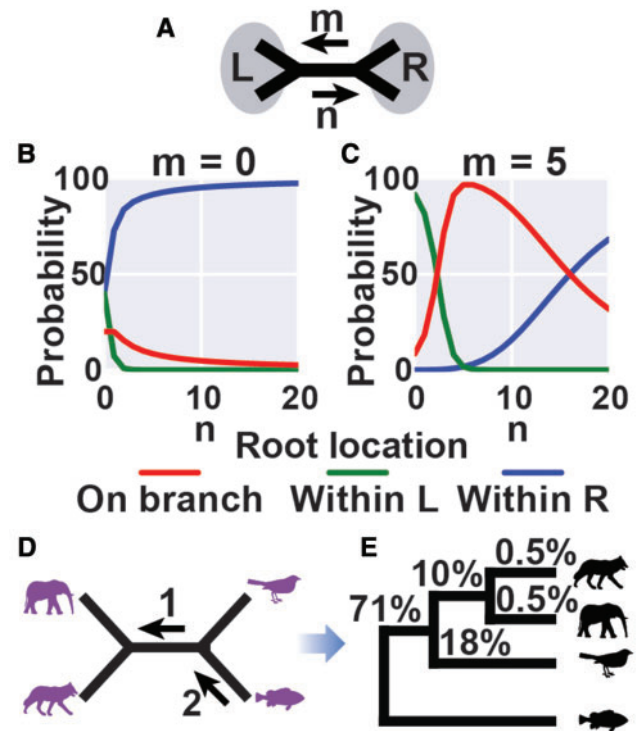 A
m
L R
n
B m = 0
Probability
100
50
0
0 10 20
n
C m = 5
Probability
100
50
0
0 10 20
n
Root location
On branch Within L Within R
D
1
2
E
0.5%
10%
0.5%
71%
18%